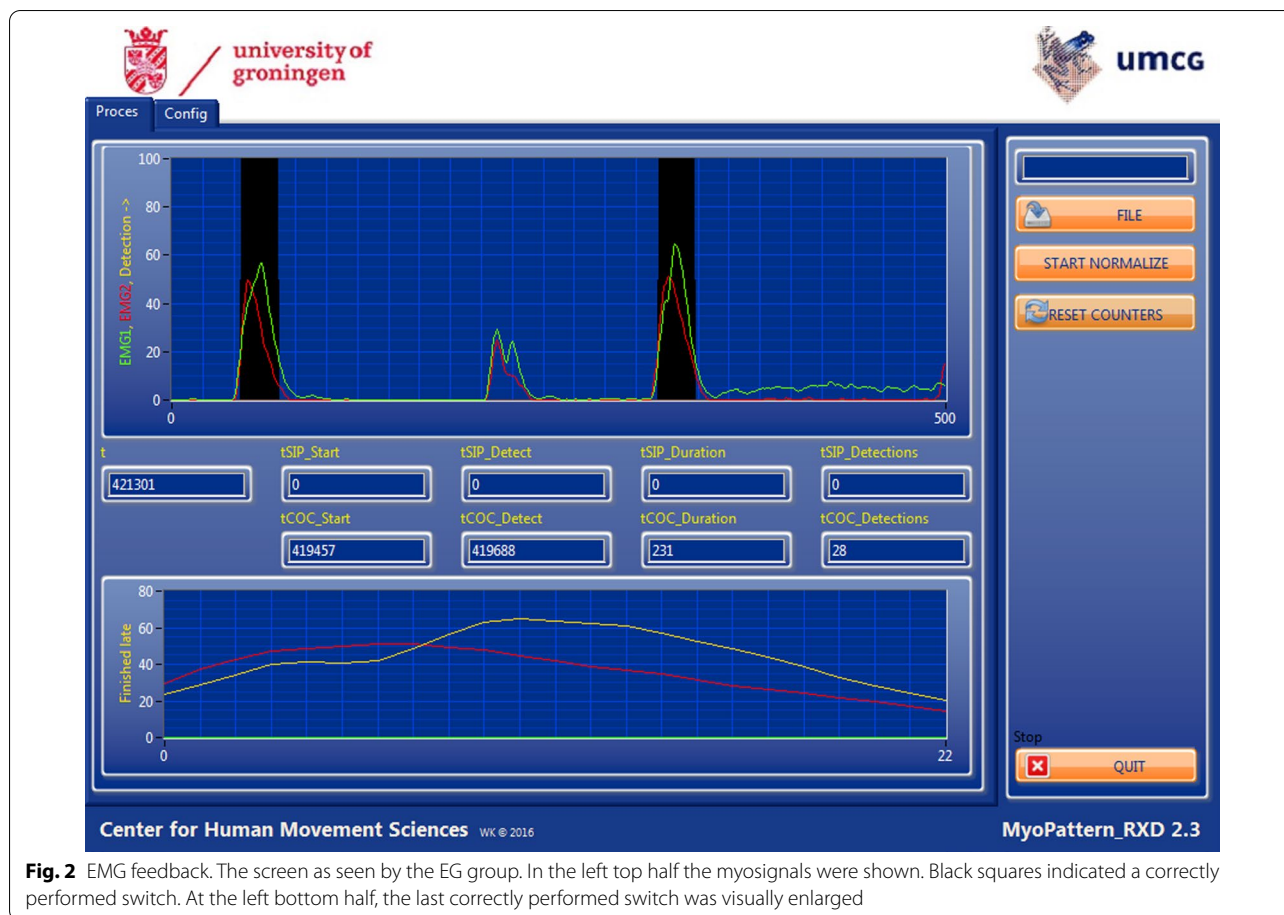 university of
groningen
umcg
Proces
Config
100
80
60
40
20
0
EMG1, EMG2, Detection ->
0
500
FILE
START NORMALIZE
RESET COUNTERS
t
tSIP_Start
tSIP_Detect
tSIP_Duration
tSIP_Detections
421301
0
0
0
0
tCOC_Start
tCOC_Detect
tCOC_Duration
tCOC_Detections
419457
419688
231
28
80
60
40
20
0
Finished late
0
22
Stop
QUIT
Center for Human Movement Sciences WK © 2016
MyoPattern_RXD 2.3
Fig. 2 EMG feedback. The screen as seen by the EG group. In the left top half the myosignals were shown. Black squares indicated a correctly
performed switch. At the left bottom half, the last correctly performed switch was visually enlarged